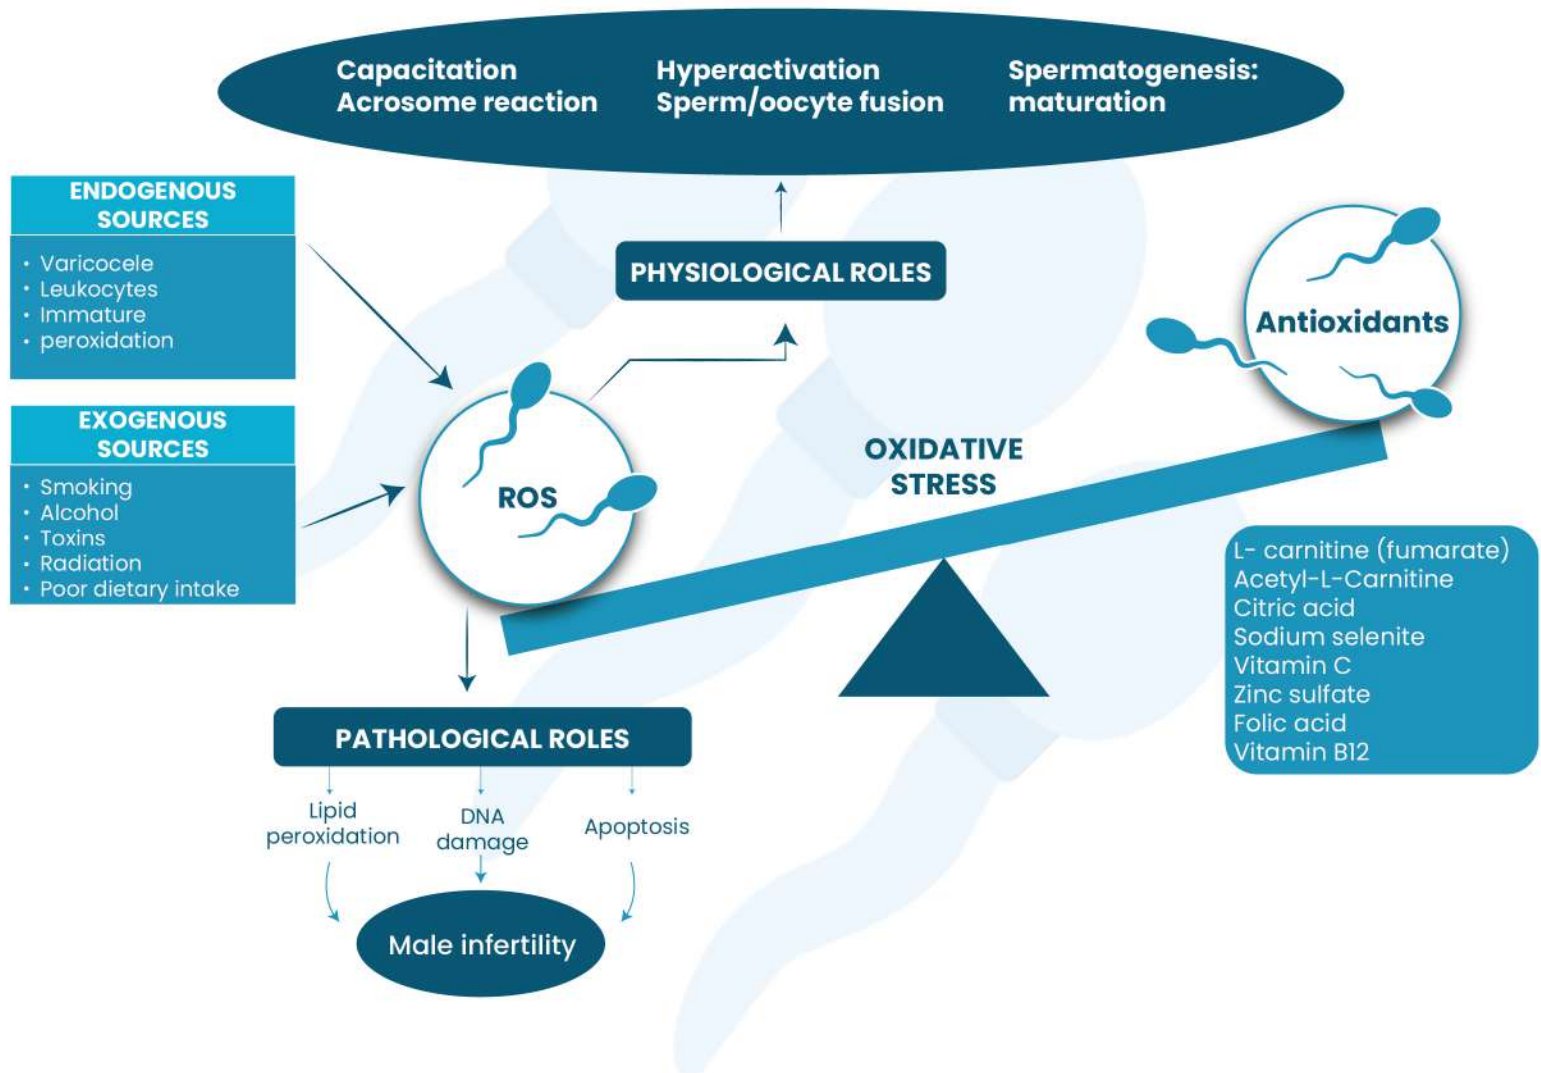 Capacitation
Acrosome reaction
Hyperactivation
Sperm/oocyte fusion
Spermatogenesis:
maturation
ENDOGENOUS
SOURCES
• Varicocele
• Leukocytes
• Immature
• peroxidation
PHYSIOLOGICAL ROLES
Antioxidants
EXOGENOUS
SOURCES
• Smoking
• Alcohol
• Toxins
• Radiation
• Poor dietary intake
ROS
OXIDATIVE
STRESS
L- carnitine (fumarate)
Acetyl-L-Carnitine
Citric acid
Sodium selenite
Vitamin C
Zinc sulfate
Folic acid
Vitamin B12
PATHOLOGICAL ROLES
Lipid
peroxidation
DNA
damage
Apoptosis
Male infertility